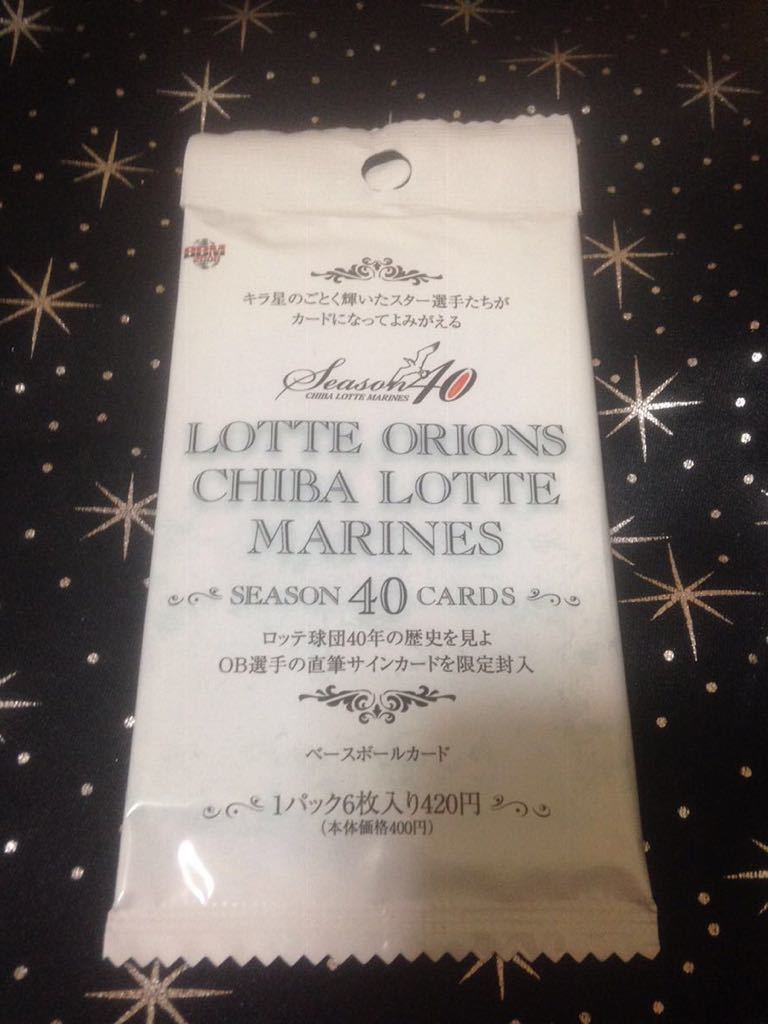 BBM
2009
キラ星のごとく輝いたスター選手たちが
カードになってよみがえる
Season 40
CHIBA LOTTE MARINES
LOTTE ORIONS
CHIBA LOTTE
MARINES
SEASON 40 CARDS
ロッテ球団40年の歴史を見よ
OB選手の直筆サインカードを限定封入
ベースボールカード
1パック6枚入り420円
(本体価格400円)